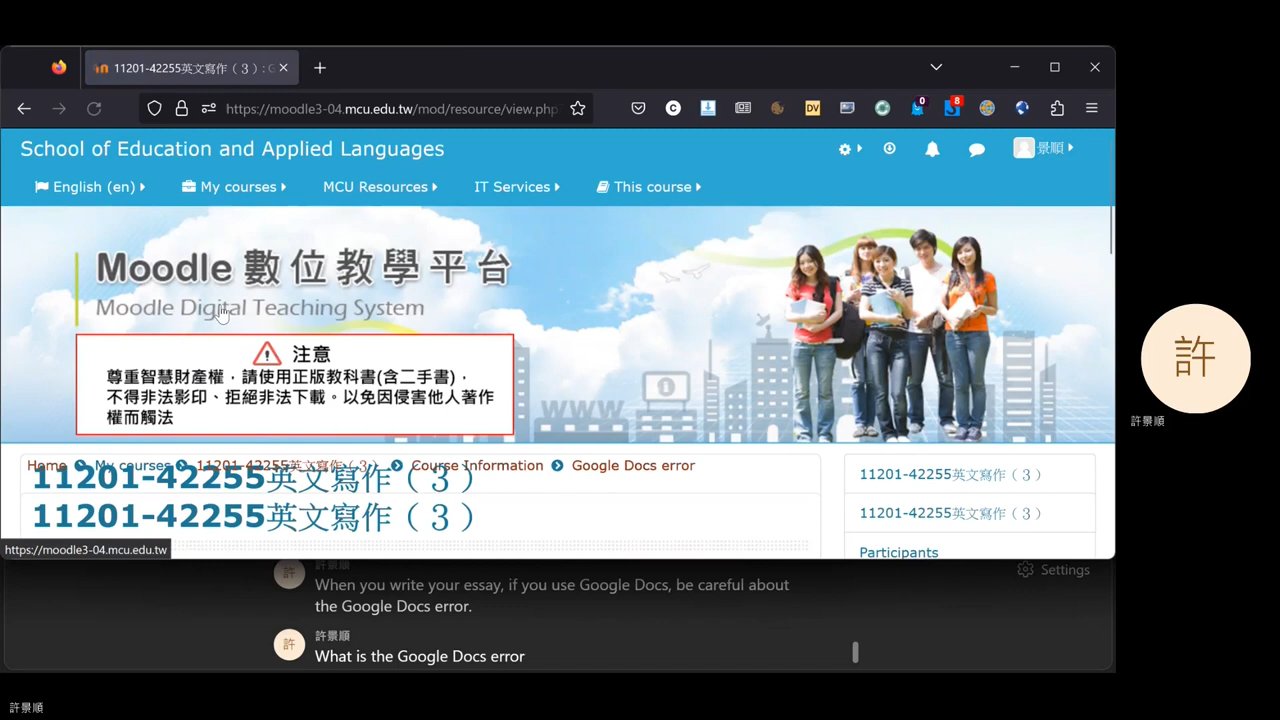 11201-42255英文寫作（3）: G
https://moodle3-04.mcu.edu.tw/mod/resource/view.php
C
DV
0
8
School of Education and Applied Languages
景順
English (en)
My courses
MCU Resources
IT Services
This course
Moodle 數位教學平台
Moodle Digital Teaching System
注意
尊重智慧財產權，請使用正版教科書(含二手書)，
不得非法影印、拒絕非法下載。以免因侵害他人著作
權而觸法
WWW
Home
My courses
11201-42255英文寫作（3）
Course Information
Google Docs error
11201-42255英文寫作（3）
11201-42255英文寫作（3）
11201-42255英文寫作（3）
11201-42255英文寫作（3）
Participants
https://moodle3-04.mcu.edu.tw
Settings
許
許景順
許
許景順
When you write your essay, if you use Google Docs, be careful about
the Google Docs error.
許
許景順
What is the Google Docs error
許景順